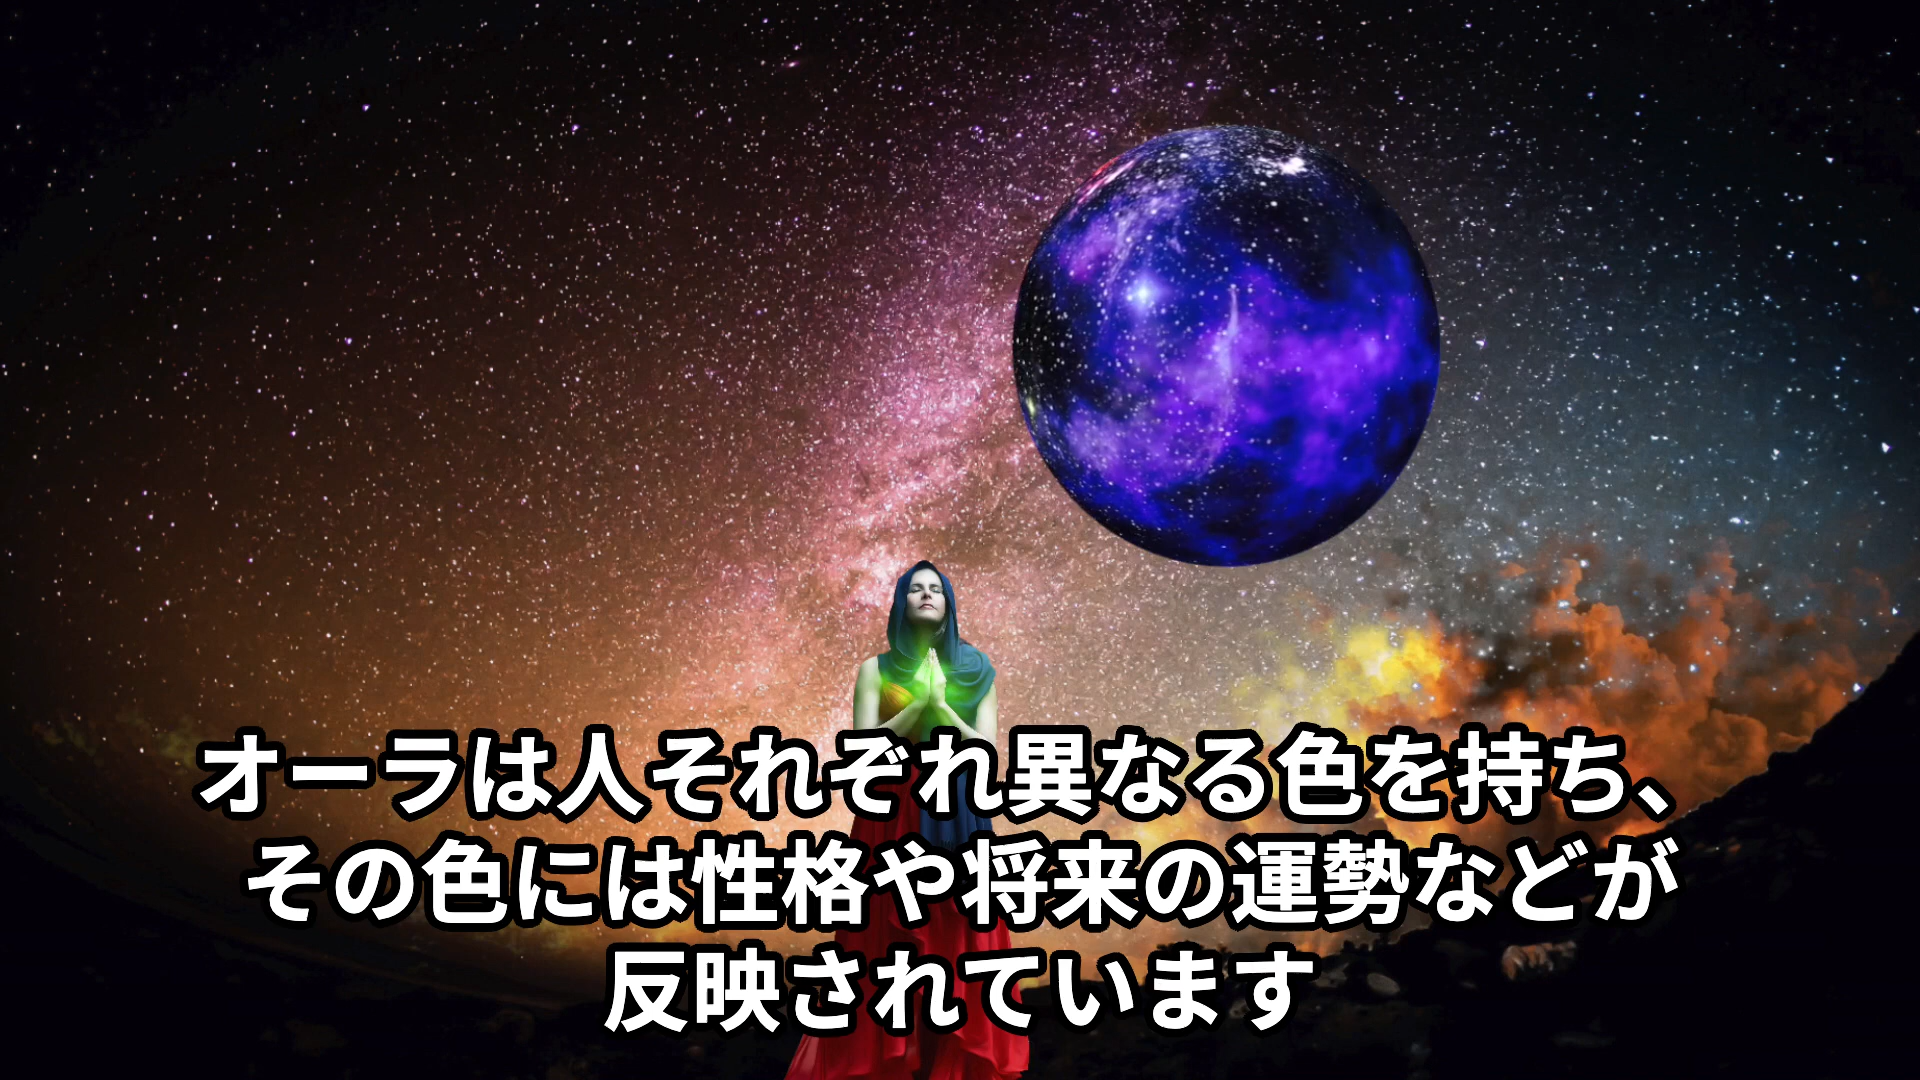 オーラは人それぞれ異なる色を持ち、
その色には性格や将来の運勢などが
反映されています